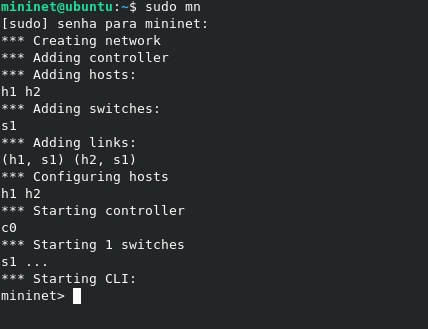 mininet@ubuntu:~$ sudo mn
[sudo] senha para mininet:
*** Creating network
*** Adding controller
*** Adding hosts:
h1 h2
*** Adding switches:
s1
*** Adding links:
(h1, s1) (h2, s1)
*** Configuring hosts
h1 h2
*** Starting controller
c0
*** Starting 1 switches
s1 ...
*** Starting CLI:
mininet>